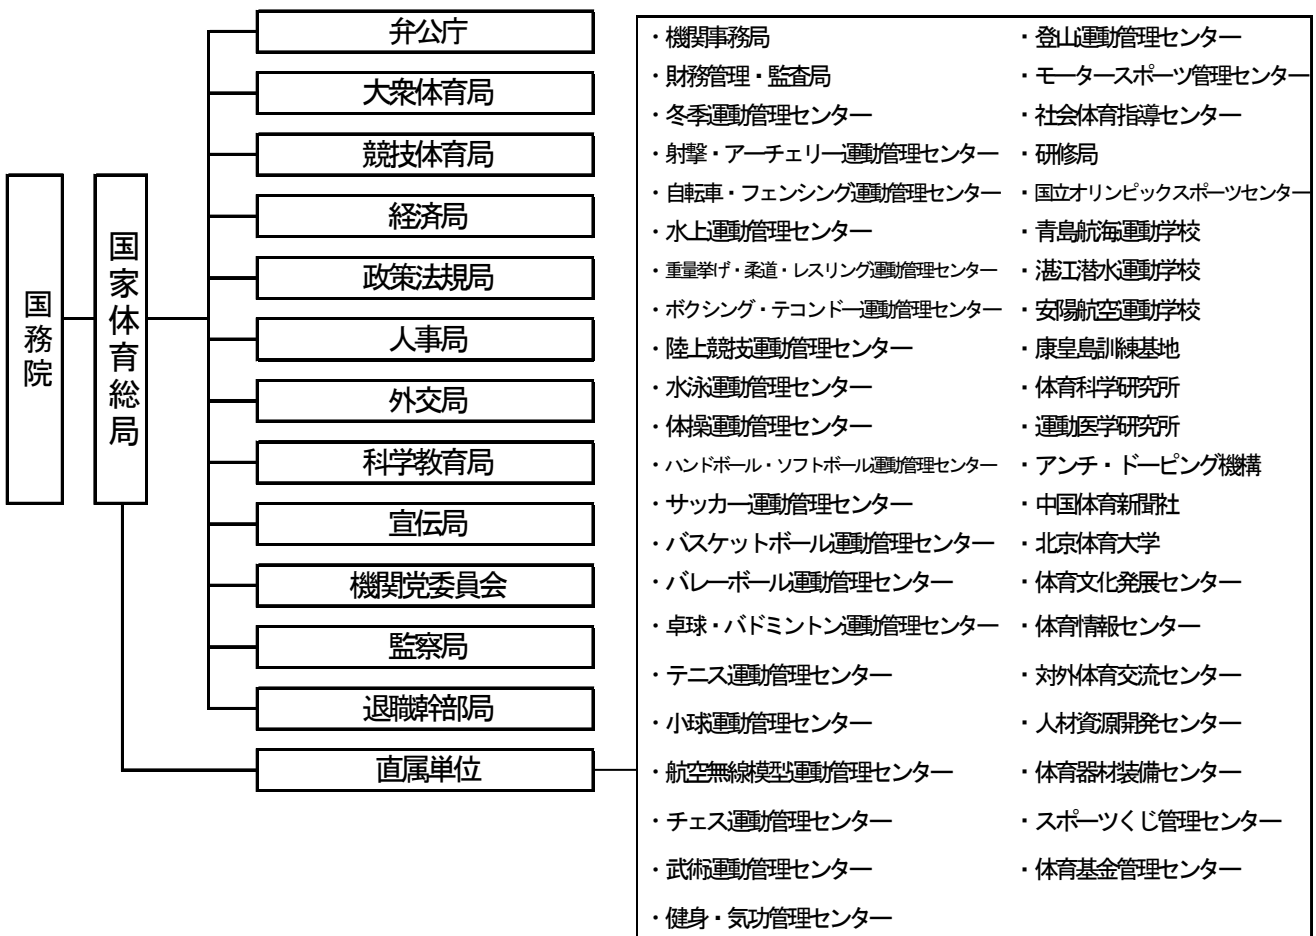 国務院
国家体育総局
弁公庁
大衆体育局
競技体育局
経済局
政策法規局
人事局
外交局
科学教育局
宣伝局
機関党委員会
監察局
退職幹部局
直属単位
・機関事務局
・財務管理・監査局
・冬季運動管理センター
・射撃・アーチェリー運動管理センター
・自転車・フェンシング運動管理センター
・水上運動管理センター
・重量挙げ・柔道・レスリング運動管理センター
・ボクシング・テコンドー運動管理センター
・陸上競技運動管理センター
・水泳運動管理センター
・体操運動管理センター
・ハンドボール・ソフトボール運動管理センター
・サッカー運動管理センター
・バスケットボール運動管理センター
・バレーボール運動管理センター
・卓球・バドミントン運動管理センター
・テニス運動管理センター
・小球運動管理センター
・航空無線模型運動管理センター
・チェス運動管理センター
・武術運動管理センター
・健身・気功管理センター
・登山運動管理センター
・モータースポーツ管理センター
・社会体育指導センター
・研修局
・国立オリンピックスポーツセンター
・青島航海運動学校
・湛江潜水運動学校
・安陽航空運動学校
・康皇島訓練基地
・体育科学研究所
・運動医学研究所
・アンチ・ドーピング機構
・中国体育新聞社
・北京体育大学
・体育文化発展センター
・体育情報センター
・対外体育交流センター
・人材資源開発センター
・体育器材装備センター
・スポーツくじ管理センター
・体育基金管理センター